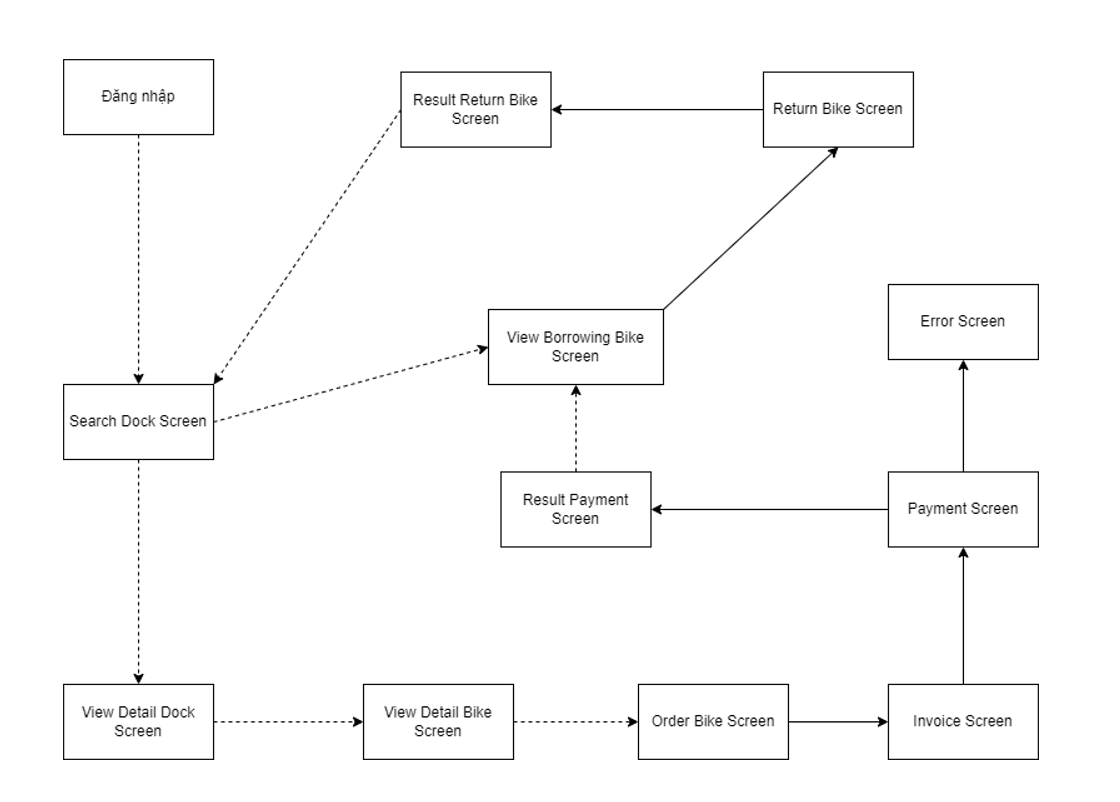 Đăng nhập
Result Return Bike
Screen
Return Bike Screen
View Borrowing Bike
Screen
Error Screen
Search Dock Screen
Result Payment
Screen
Payment Screen
View Detail Dock
Screen
View Detail Bike
Screen
Order Bike Screen
Invoice Screen